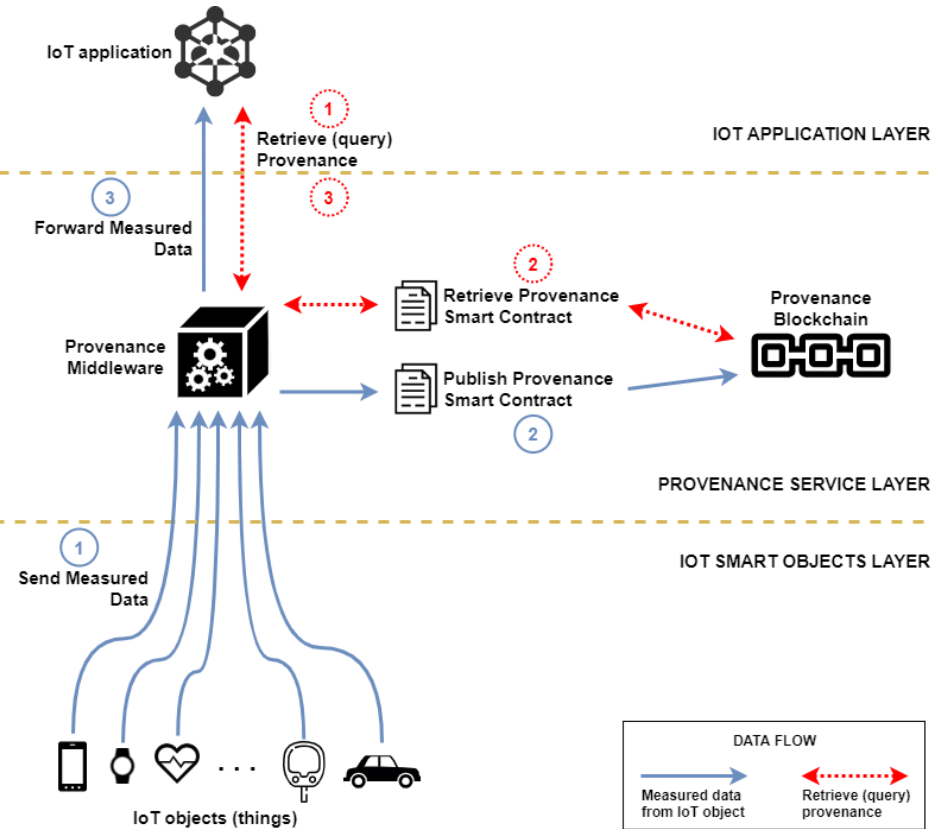 IoT application
1
Retrieve (query)
Provenance
IOT APPLICATION LAYER
3
3
Forward Measured
Data
2
Retrieve Provenance
Smart Contract
Provenance
Blockchain
Provenance
Middleware
Publish Provenance
Smart Contract
2
PROVENANCE SERVICE LAYER
1
Send Measured
Data
IOT SMART OBJECTS LAYER
. . .
IoT objects (things)
DATA FLOW
Measured data
from IoT object
Retrieve (query)
provenance